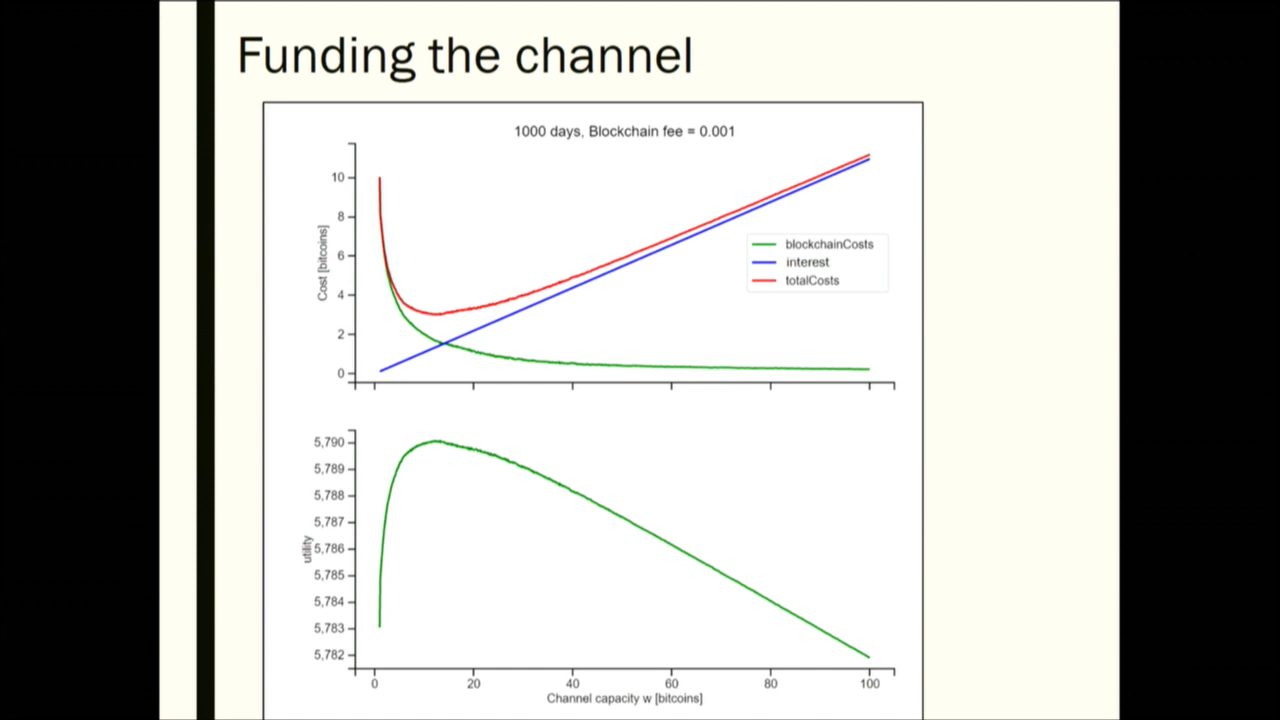 Funding the channel
1000 days, Blockchain fee = 0.001
Cost [bitcoins]
10
8
6
4
2
0
blockchainCosts
interest
totalCosts
utility
5,790
5,789
5,788
5,787
5,786
5,785
5,784
5,783
5,782
0 20 40 60 80 100
Channel capacity w [bitcoins]